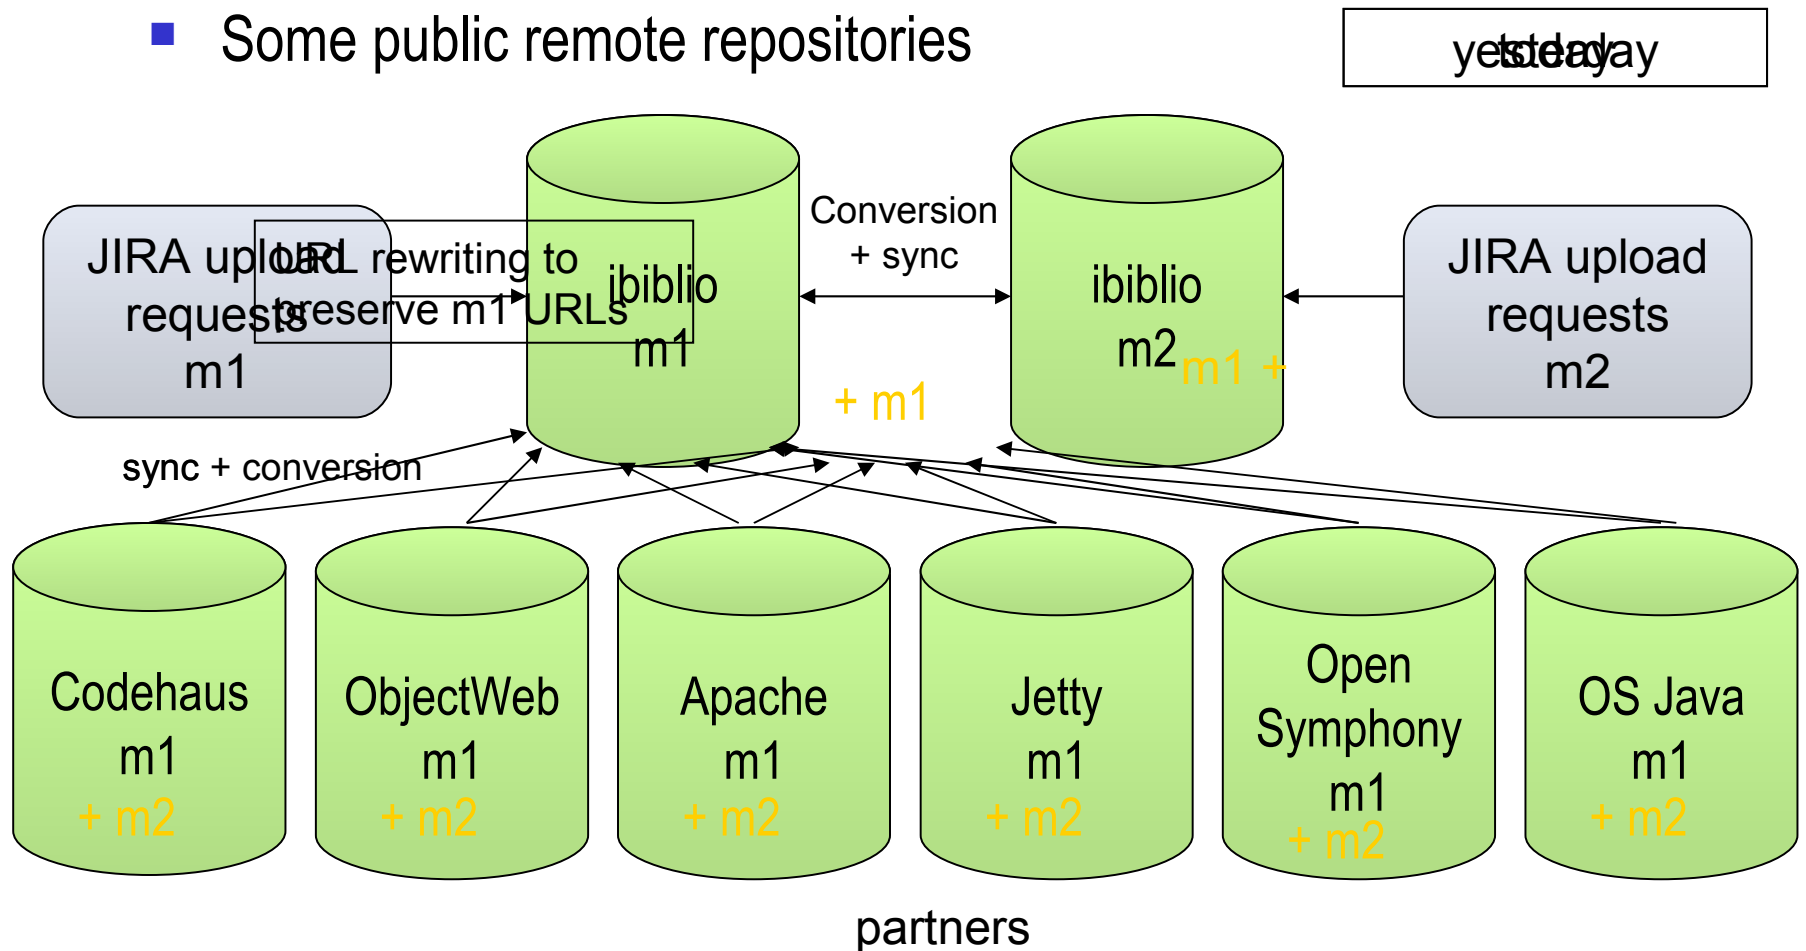 Some public remote repositories
yesterday
today
JIRA upload
requests
m1
URL rewriting to
preserve m1 URLs
ibiblio
m1
Conversion
+ sync
ibiblio
m2
m1 +
JIRA upload
requests
m2
+ m1
sync + conversion
Codehaus
m1
+ m2
ObjectWeb
m1
+ m2
Apache
m1
+ m2
Jetty
m1
+ m2
Open
Symphony
m1
+ m2
OS Java
m1
+ m2
partners